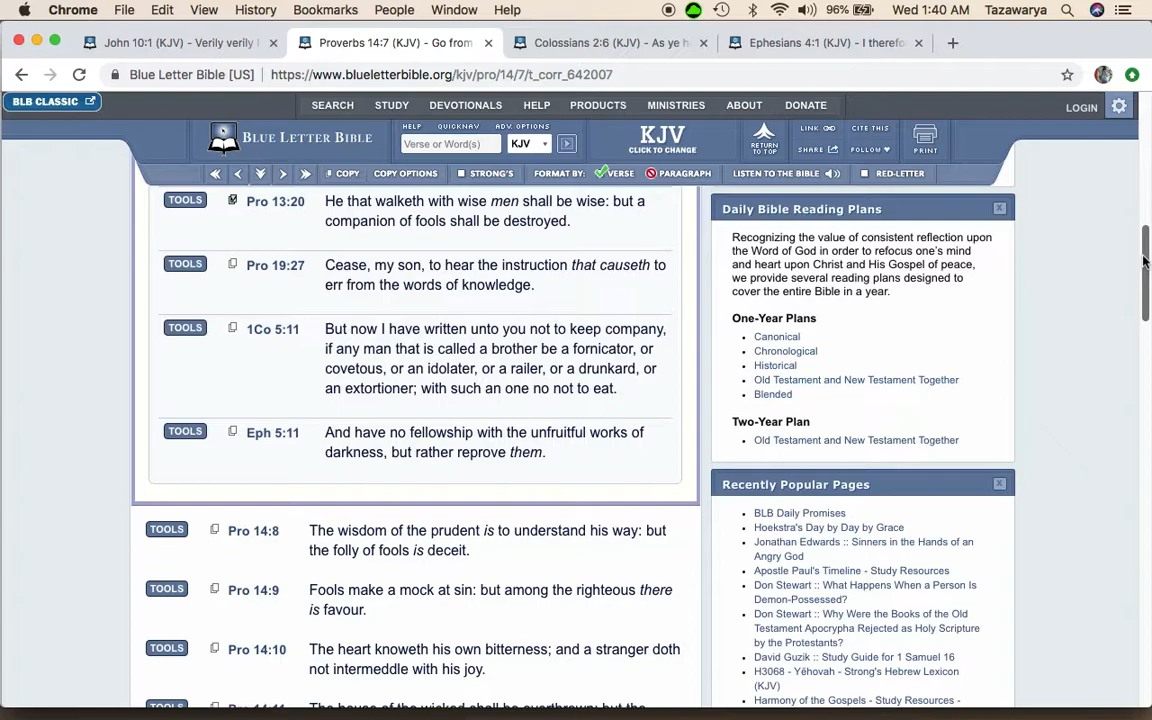 Chrome File Edit View History Bookmarks People Window Help 96% Wed 1:40 AM Tazawarya
John 10:1 (KJV) - Verily verily I × Proverbs 14:7 (KJV) - Go from × Colossians 2:6 (KJV) - As ye h × Ephesians 4:1 (KJV) - I therefo × +
Blue Letter Bible [US] https://www.blueletterbible.org/kjv/pro/14/7/t_corr_642007
BLB CLASSIC
SEARCH STUDY DEVOTIONALS HELP PRODUCTS MINISTRIES ABOUT DONATE LOGIN
BLUE LETTER BIBLE
HELP QUICKNAV ADV. OPTIONS
Verse or Word(s) KJV
KJV
CLICK TO CHANGE
RETURN
TO TOP
LINK CITE THIS
SHARE FOLLOW
PRINT
COPY COPY OPTIONS STRONG'S FORMAT BY: VERSE PARAGRAPH LISTEN TO THE BIBLE RED-LETTER
TOOLS Pro 13:20 He that walketh with wise men shall be wise: but a
companion of fools shall be destroyed.
TOOLS Pro 19:27 Cease, my son, to hear the instruction that causeth to
err from the words of knowledge.
TOOLS 1Co 5:11 But now I have written unto you not to keep company,
if any man that is called a brother be a fornicator, or
covetous, or an idolater, or a railer, or a drunkard, or
an extortioner; with such an one no not to eat.
TOOLS Eph 5:11 And have no fellowship with the unfruitful works of
darkness, but rather reprove them.
TOOLS Pro 14:8 The wisdom of the prudent is to understand his way: but
the folly of fools is deceit.
TOOLS Pro 14:9 Fools make a mock at sin: but among the righteous there
is favour.
TOOLS Pro 14:10 The heart knoweth his own bitterness; and a stranger doth
not intermeddle with his joy.
Daily Bible Reading Plans
Recognizing the value of consistent reflection upon
the Word of God in order to refocus one's mind
and heart upon Christ and His Gospel of peace,
we provide several reading plans designed to
cover the entire Bible in a year.
One-Year Plans
Canonical
Chronological
Historical
Old Testament and New Testament Together
Blended
Two-Year Plan
Old Testament and New Testament Together
Recently Popular Pages
BLB Daily Promises
Hoekstra's Day by Day by Grace
Jonathan Edwards :: Sinners in the Hands of an
Angry God
Apostle Paul's Timeline - Study Resources
Don Stewart :: What Happens When a Person Is
Demon-Possessed?
Don Stewart :: Why Were the Books of the Old
Testament Apocrypha Rejected as Holy Scripture
by the Protestants?
David Guzik :: Study Guide for 1 Samuel 16
H3068 - Yĕhovah - Strong's Hebrew Lexicon
(KJV)
Harmony of the Gospels - Study Resources -